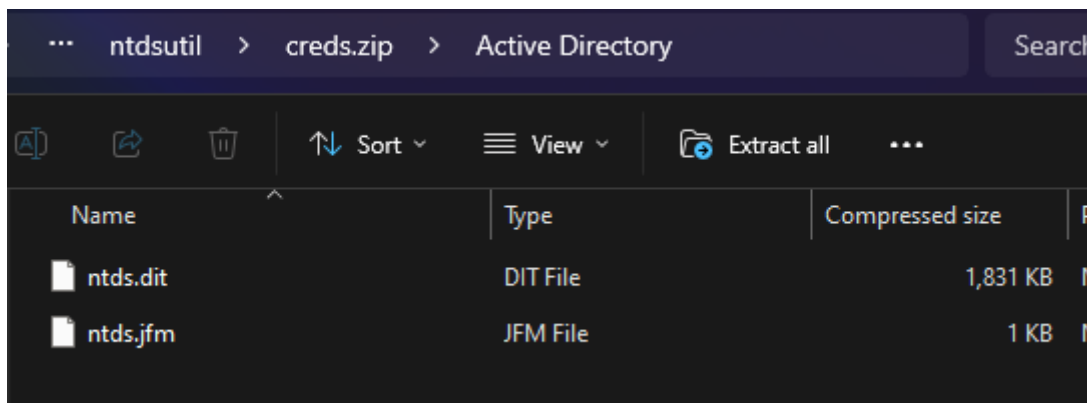 ... ntdsutil > creds.zip > Active Directory
Sort View Extract all ...
Name Type Compressed size
ntds.dit DIT File 1,831 KB
ntds.jfm JFM File 1 KB